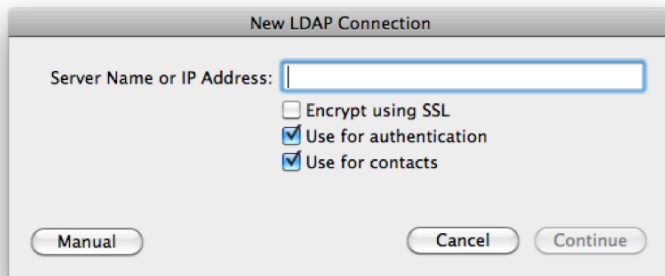 New LDAP Connection
Server Name or IP Address:
Encrypt using SSL
Use for authentication
Use for contacts
Manual Cancel Continue